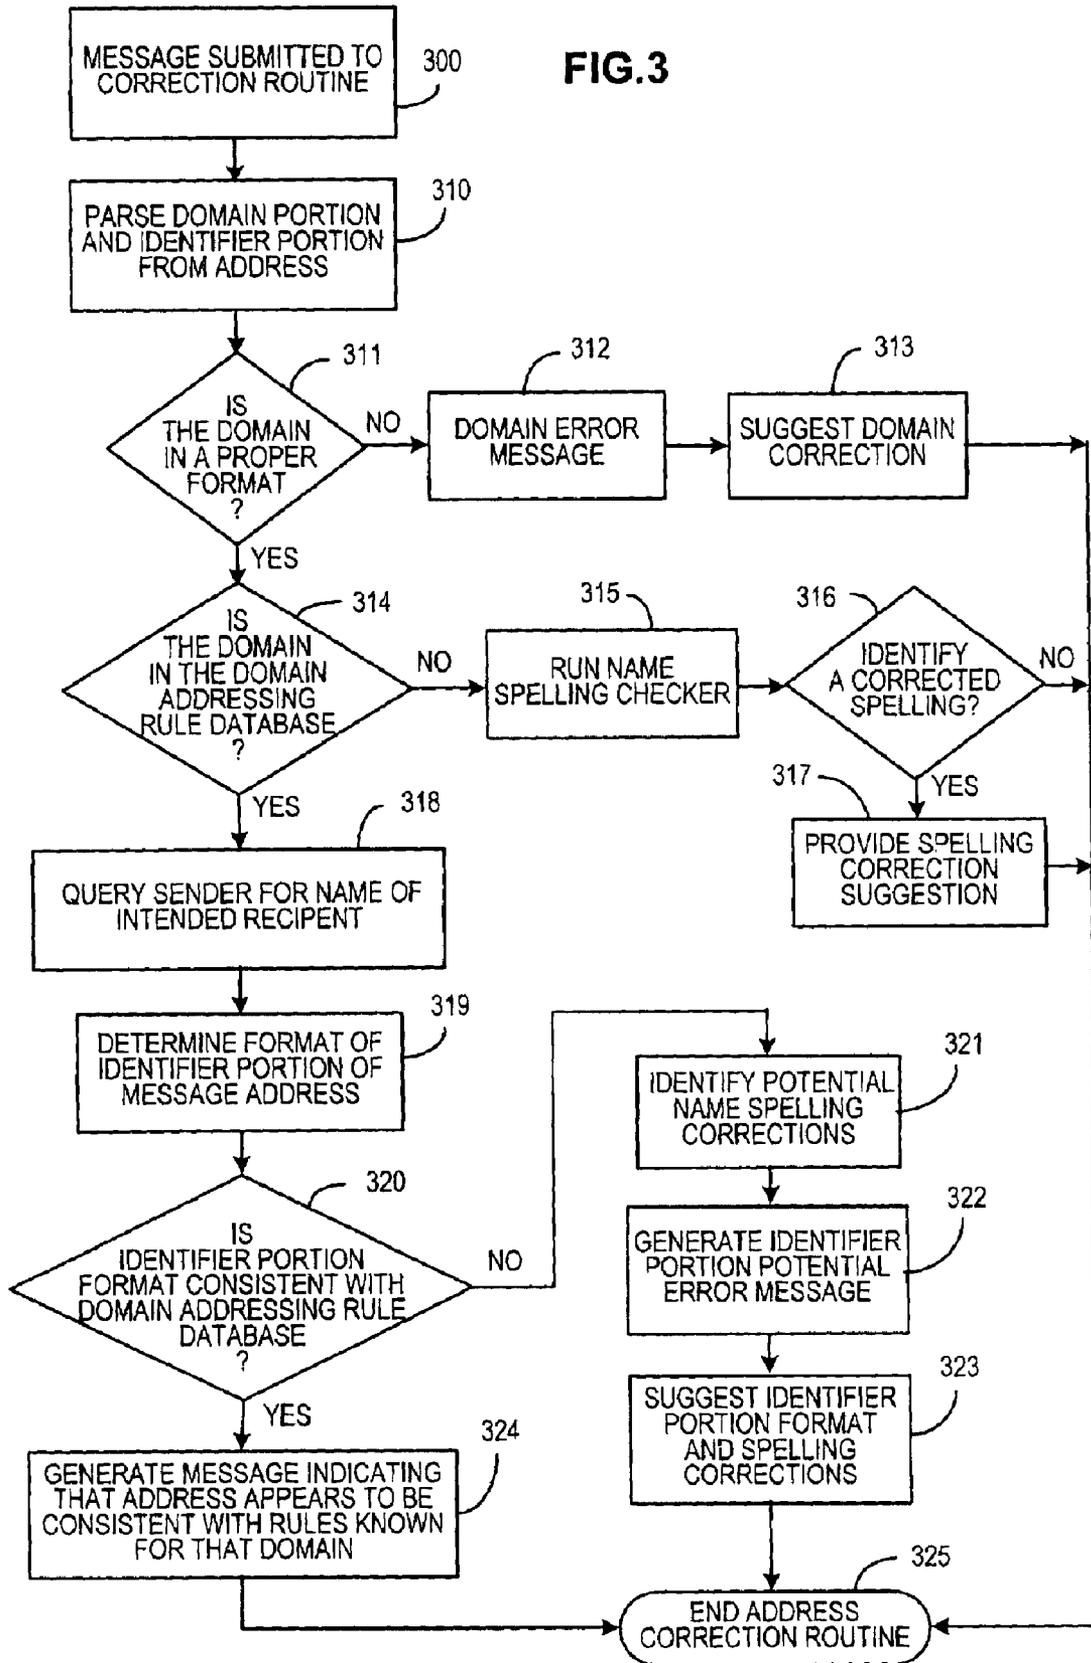 FIG.3
MESSAGE SUBMITTED TO
CORRECTION ROUTINE
300
PARSE DOMAIN PORTION
AND IDENTIFIER PORTION
FROM ADDRESS
310
IS
THE DOMAIN
IN A PROPER
FORMAT
?
311
NO
DOMAIN ERROR
MESSAGE
312
SUGGEST DOMAIN
CORRECTION
313
YES
IS
THE DOMAIN
IN THE DOMAIN
ADDRESSING
RULE DATABASE
?
314
NO
RUN NAME
SPELLING CHECKER
315
IDENTIFY
A CORRECTED
SPELLING?
316
NO
YES
PROVIDE SPELLING
CORRECTION
SUGGESTION
317
YES
QUERY SENDER FOR NAME OF
INTENDED RECIPENT
318
DETERMINE FORMAT OF
IDENTIFIER PORTION OF
MESSAGE ADDRESS
319
IS
IDENTIFIER PORTION
FORMAT CONSISTENT WITH
DOMAIN ADDRESSING RULE
DATABASE
?
320
NO
IDENTIFY POTENTIAL
NAME SPELLING
CORRECTIONS
321
GENERATE IDENTIFIER
PORTION POTENTIAL
ERROR MESSAGE
322
SUGGEST IDENTIFIER
PORTION FORMAT
AND SPELLING
CORRECTIONS
323
YES
GENERATE MESSAGE INDICATING
THAT ADDRESS APPEARS TO BE
CONSISTENT WITH RULES KNOWN
FOR THAT DOMAIN
324
END ADDRESS
CORRECTION ROUTINE
325